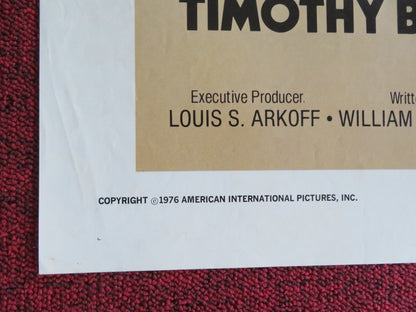 TIMOTHY B
Executive Producer Writt
LOUIS S. ARKOFF • WILLIAM
COPYRIGHT ©1976 AMERICAN INTERNATIONAL PICTURES, INC.